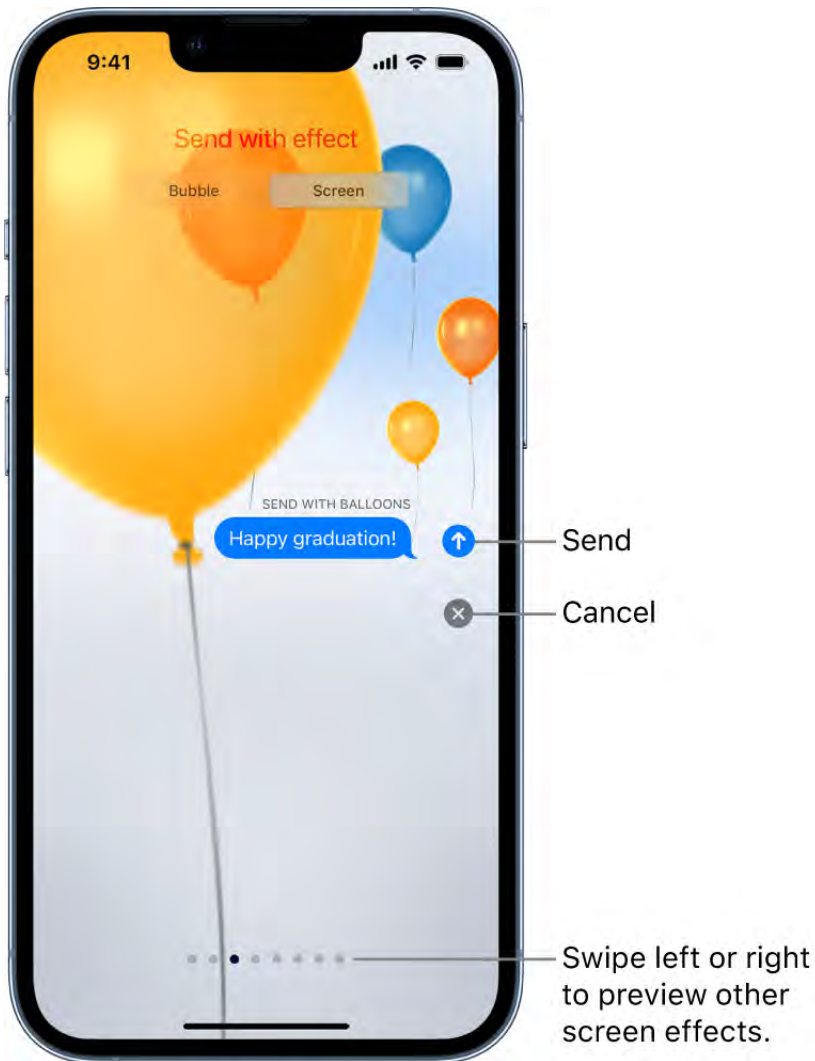 9:41
Send with effect
Bubble
Screen
SEND WITH BALLOONS
Happy graduation!
Send
Cancel
Swipe left or right
to preview other
screen effects.